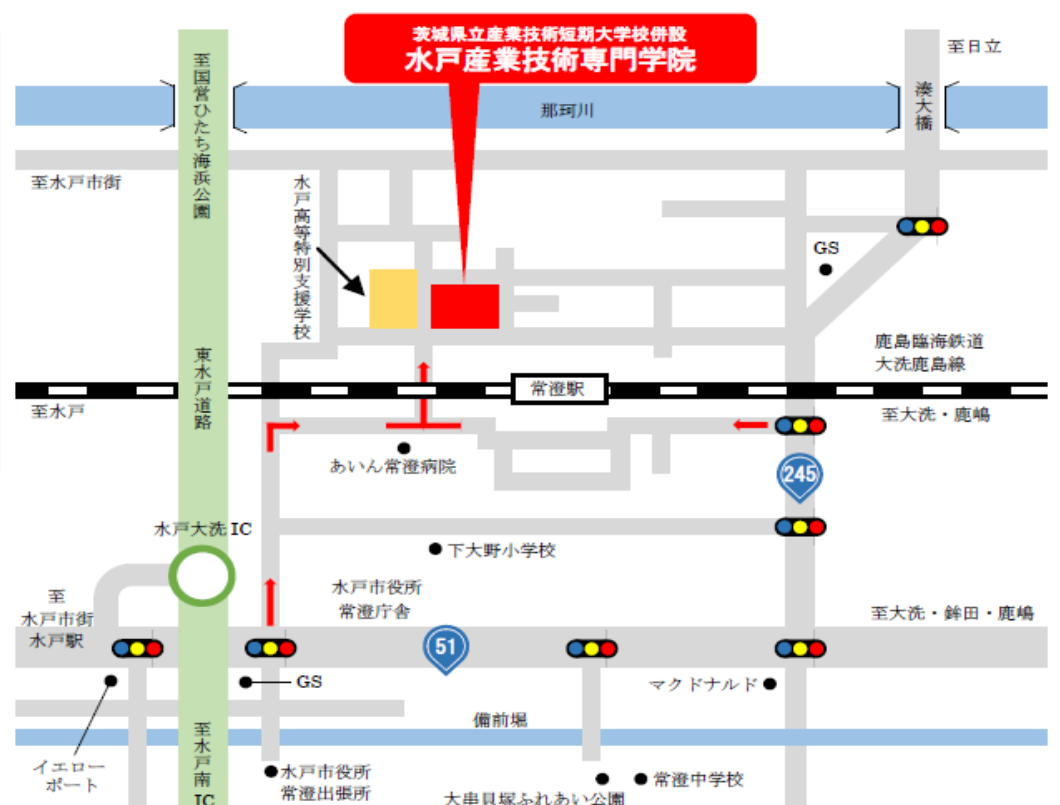 茨城県立産業技術短期大学校併設
水戸産業技術専門学院
至日立
至国営ひたち海浜公園
那珂川
湊大橋
至水戸市街
水戸高等特別支援学校
GS
東水戸道路
鹿島臨海鉄道
大洗鹿島線
常澄駅
至水戸
至大洗・鹿嶋
あいん常澄病院
245
水戸大洗IC
下大野小学校
水戸市役所
常澄庁舎
至
水戸市街
水戸駅
至大洗・鉾田・鹿嶋
51
GS
マクドナルド
備前堀
至水戸南IC
イエロー
ポート
水戸市役所
常澄出張所
常澄中学校
大串貝塚ふれあい公園